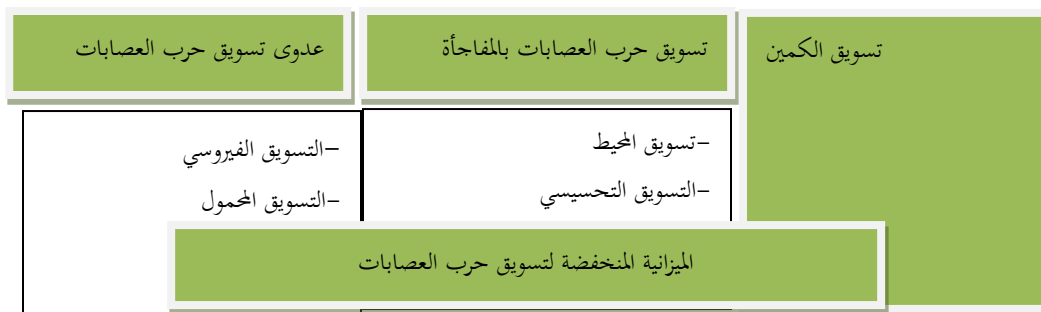 تسويق الكمين
تسويق حرب العصابات بالمفاجأة
عدوى تسويق حرب العصابات
-تسويق المحيط
-التسويق التحسيسي
-التسويق الفيروسي
-التسويق المحمول
الميزانية المنخفضة لتسويق حرب العصابات